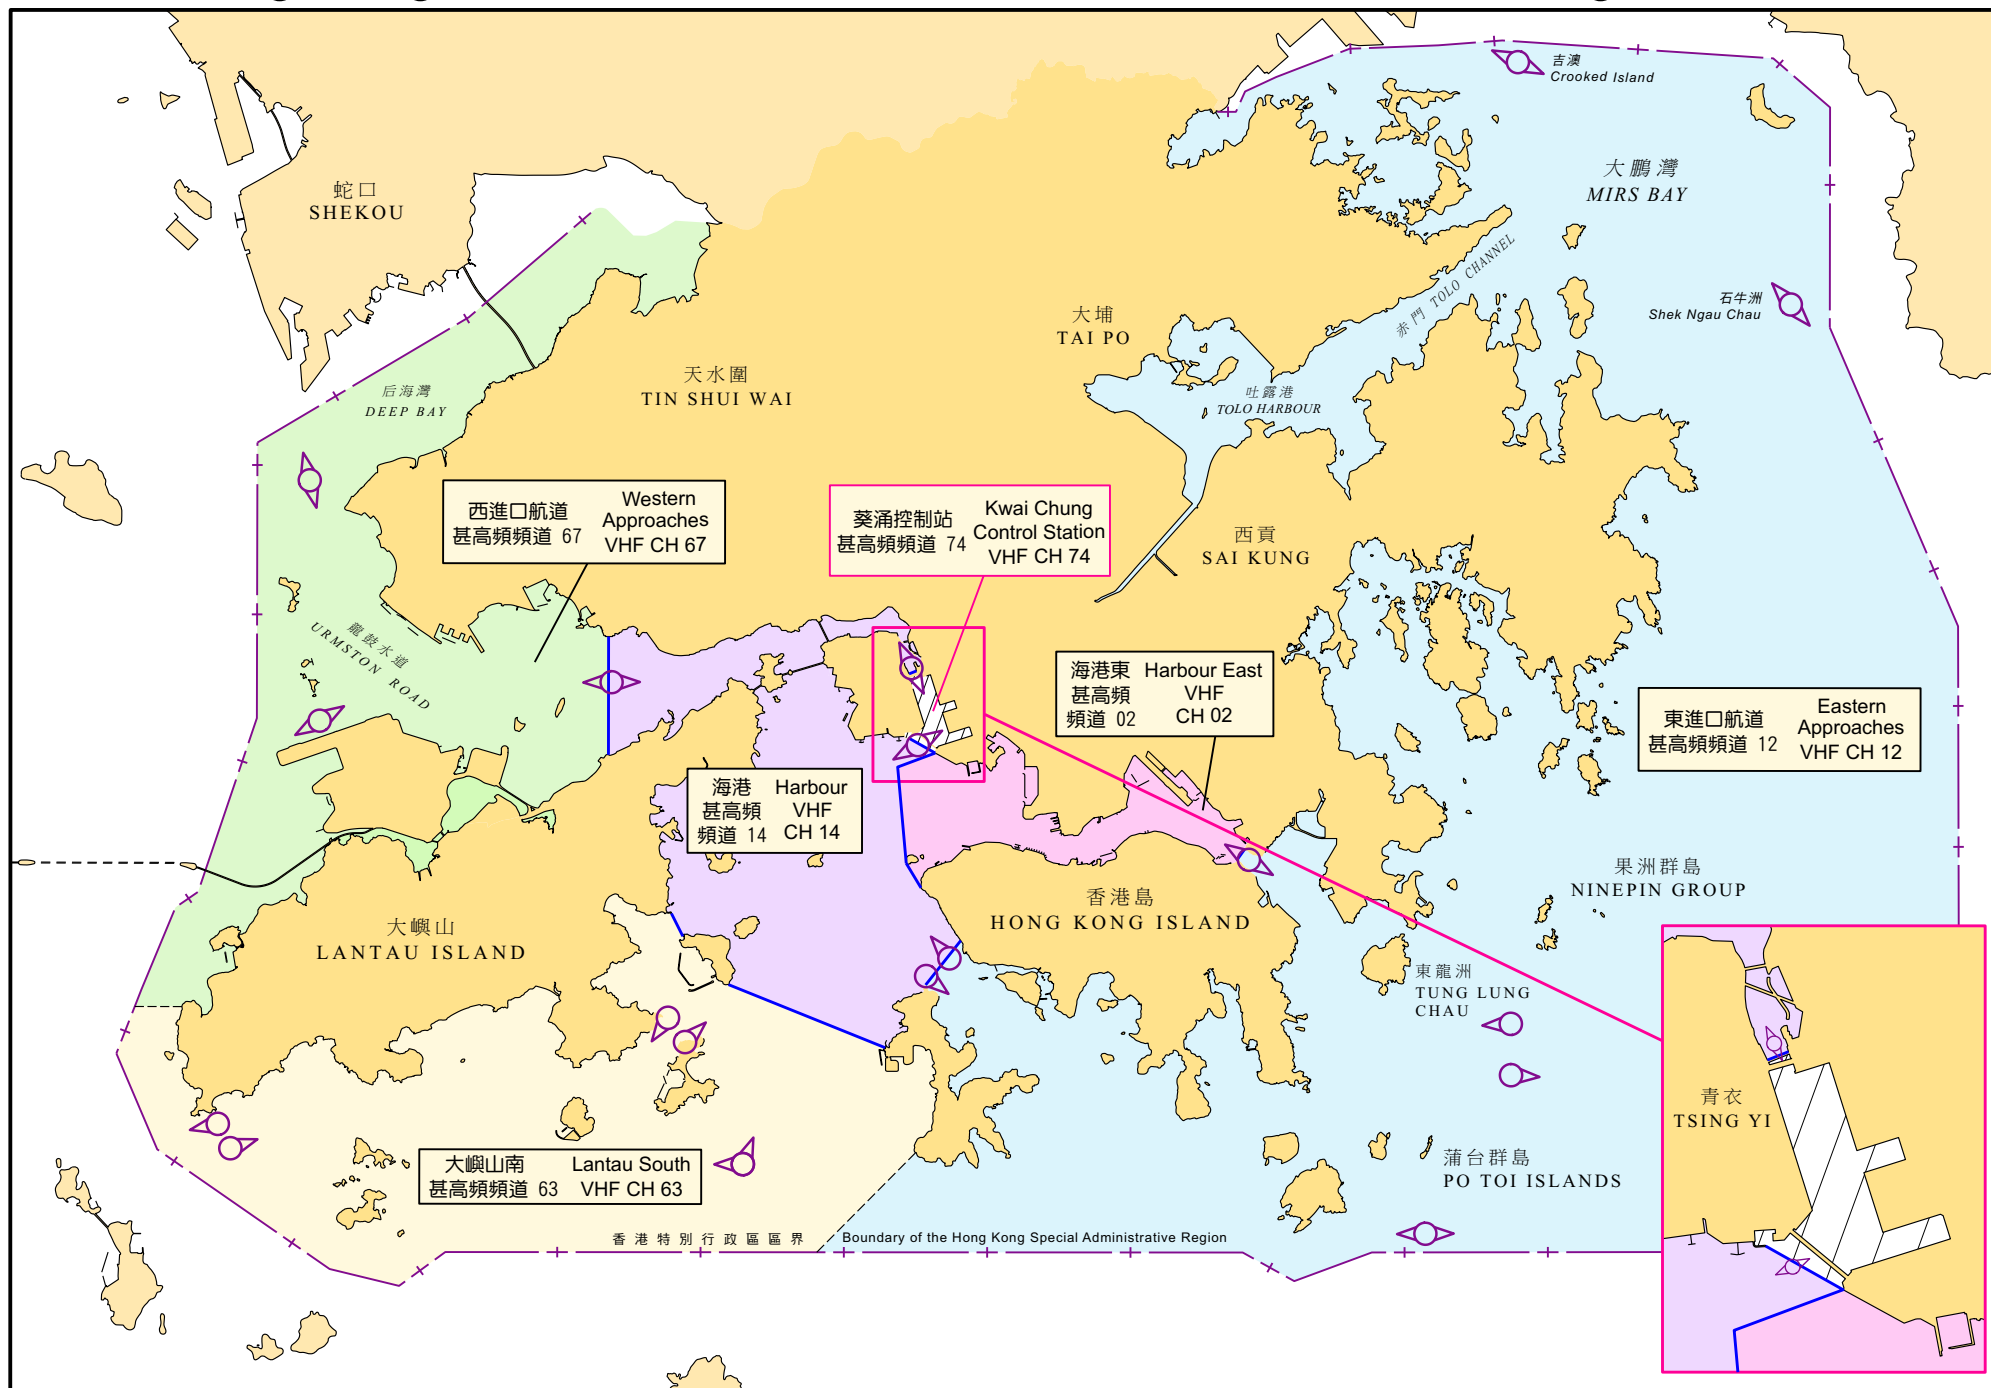 吉澳
Crooked Island
大鵬灣
MIRS BAY
蛇口
SHEKOU
石牛洲
Shek Ngau Chau
赤門 TOLO CHANNEL
大埔
TAI PO
天水圍
TIN SHUI WAI
后海灣
DEEP BAY
吐露港
TOLO HARBOUR
西進口航道
甚高頻頻道 67
Western
Approaches
VHF CH 67
葵涌控制站
甚高頻頻道 74
Kwai Chung
Control Station
VHF CH 74
西貢
SAI KUNG
龍鼓水道
URMSTON ROAD
海港東
甚高頻
頻道 02
Harbour East
VHF
CH 02
東進口航道
甚高頻頻道 12
Eastern
Approaches
VHF CH 12
海港
甚高頻
頻道 14
Harbour
VHF
CH 14
果洲群島
NINEPIN GROUP
香港島
HONG KONG ISLAND
大嶼山
LANTAU ISLAND
東龍洲
TUNG LUNG
CHAU
青衣
TSING YI
蒲台群島
PO TOI ISLANDS
大嶼山南
甚高頻頻道 63
Lantau South
VHF CH 63
香港特別行政區區界
Boundary of the Hong Kong Special Administrative Region